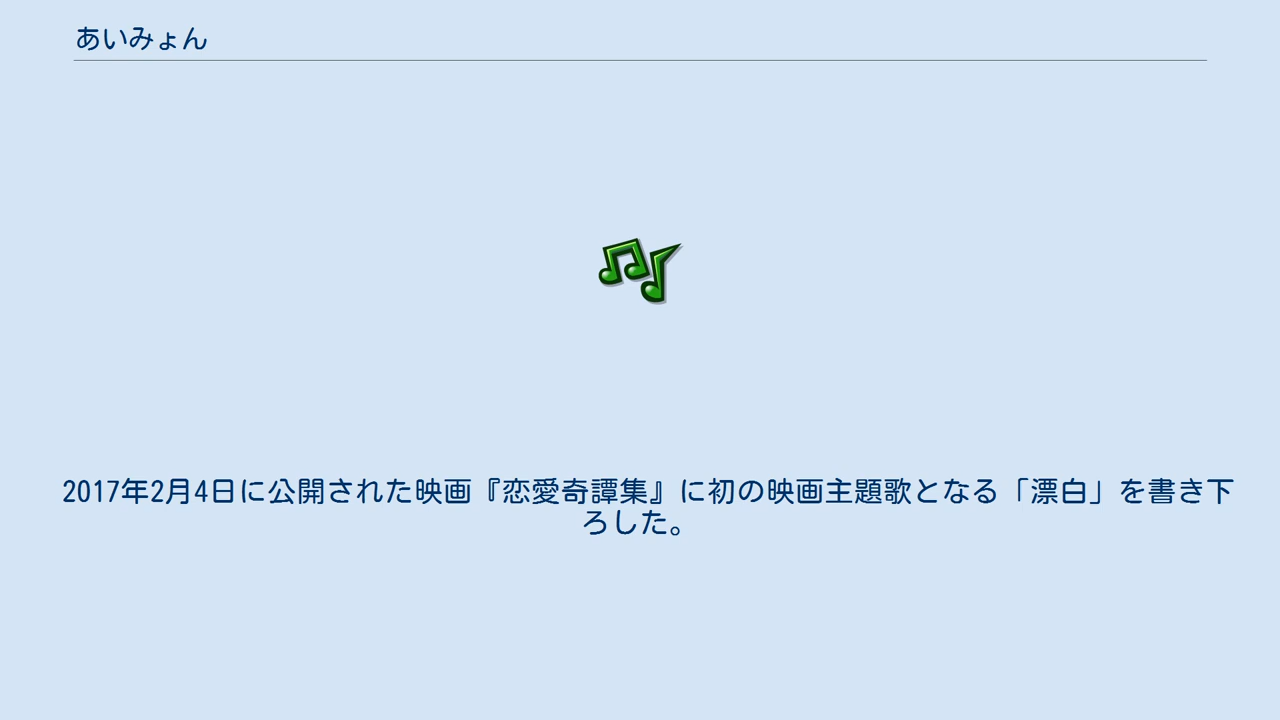 あいみょん
2017年2月4日に公開された映画『恋愛奇譚集』に初の映画主題歌となる「漂白」を書き下
ろした。